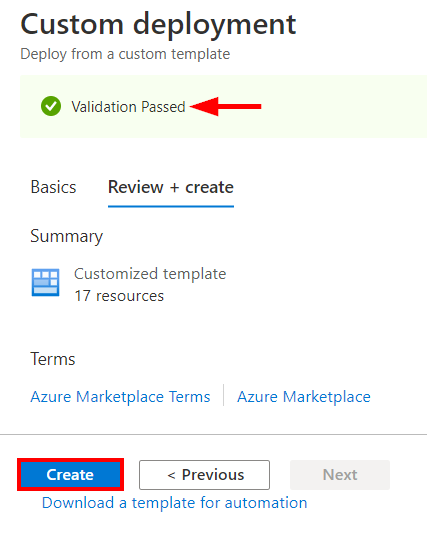 Custom deployment
Deploy from a custom template
Validation Passed
Basics Review + create
Summary
Customized template
17 resources
Terms
Azure Marketplace Terms Azure Marketplace
Create < Previous Next
Download a template for automation